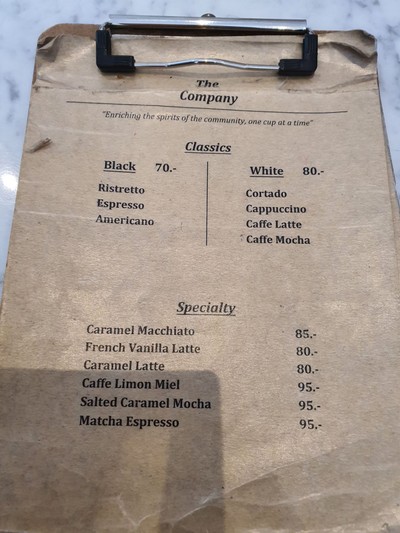 The
Company
"Enriching the spirits of the community, one cup at a time"
Classics
Black 70.-
Ristretto
Espresso
Americano
White 80.-
Cortado
Cappuccino
Caffe Latte
Caffe Mocha
Specialty
Caramel Macchiato 85.-
French Vanilla Latte 80.-
Caramel Latte 80.-
Caffe Limon Miel 95.-
Salted Caramel Mocha 95.-
Matcha Espresso 95.-